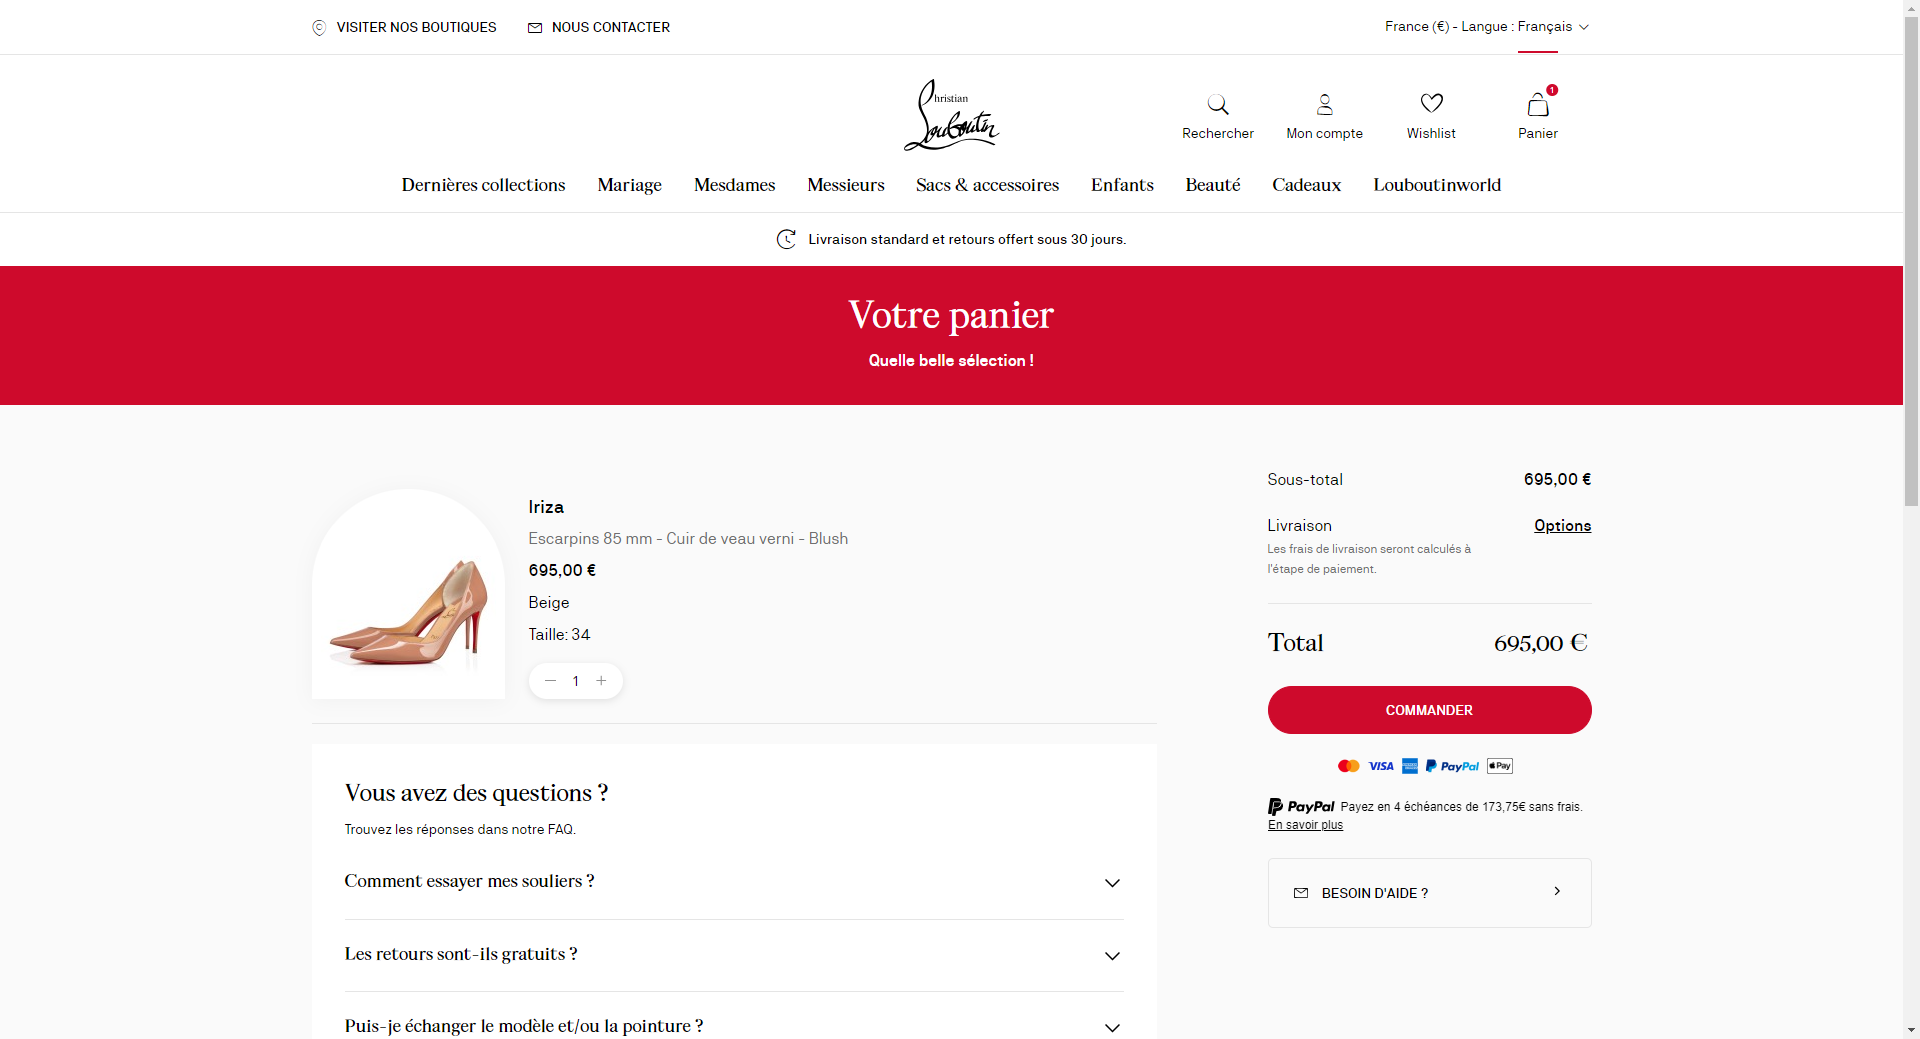 VISITER NOS BOUTIQUES
NOUS CONTACTER
France (€) - Langue : Français
Christian
Louboutin
Rechercher
Mon compte
Wishlist
1
Panier
Dernières collections
Mariage
Mesdames
Messieurs
Sacs & accessoires
Enfants
Beauté
Cadeaux
Louboutinworld
Livraison standard et retours offert sous 30 jours.
Votre panier
Quelle belle sélection !
Iriza
Escarpins 85 mm - Cuir de veau verni - Blush
695,00 €
Beige
Taille: 34
1
Vous avez des questions ?
Trouvez les réponses dans notre FAQ.
Comment essayer mes souliers ?
Les retours sont-ils gratuits ?
Puis-je échanger le modèle et/ou la pointure ?
Sous-total 695,00 €
Livraison Options
Les frais de livraison seront calculés à
l'étape de paiement.
Total 695,00 €
COMMANDER
VISA
PayPal
Pay
PayPal Payez en 4 échéances de 173,75€ sans frais.
En savoir plus
BESOIN D'AIDE ?